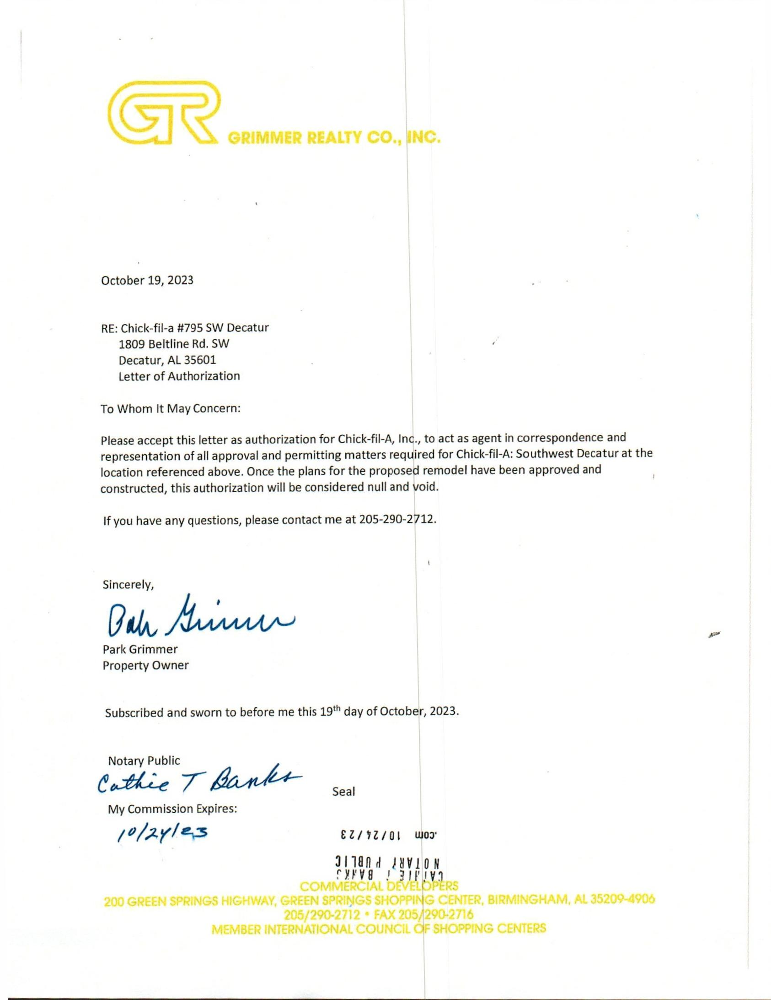 GR GRIMMER REALTY CO., INC.
October 19, 2023
RE: Chick-fil-a #795 SW Decatur
1809 Beltline Rd. SW
Decatur, AL 35601
Letter of Authorization
To Whom It May Concern:
Please accept this letter as authorization for Chick-fil-A, Inc., to act as agent in correspondence and
representation of all approval and permitting matters required for Chick-fil-A: Southwest Decatur at the
location referenced above. Once the plans for the proposed remodel have been approved and
constructed, this authorization will be considered null and void.
If you have any questions, please contact me at 205-290-2712.
Sincerely,
Park Grimmer
Park Grimmer
Property Owner
Subscribed and sworn to before me this 19th day of October, 2023.
Notary Public
Cathie T Banks
Seal
My Commission Expires:
10/24/23
.com 10/24/23
NOTARY PUBLIC
CATHIE T BANKS
COMMERCIAL DEVELOPERS
200 GREEN SPRINGS HIGHWAY, GREEN SPRINGS SHOPPING CENTER, BIRMINGHAM, AL 35209-4906
205/290-2712 • FAX 205/290-2716
MEMBER INTERNATIONAL COUNCIL OF SHOPPING CENTERS